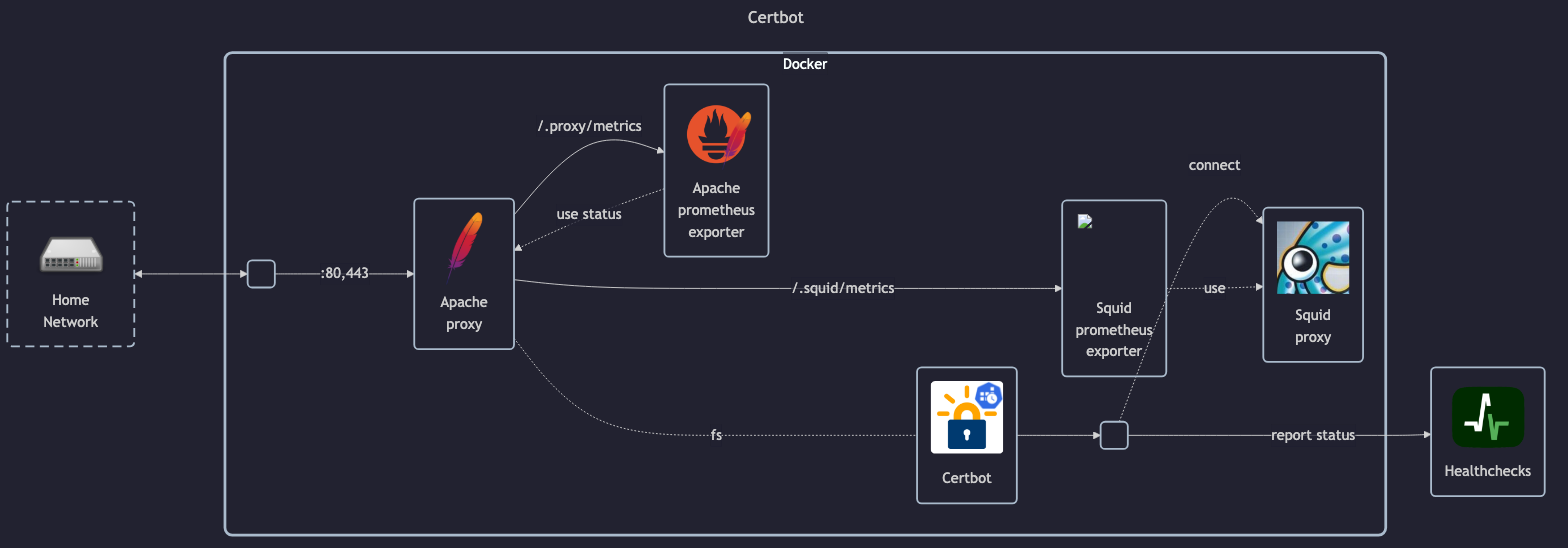 Certbot
Docker
/.proxy/metrics
Apache
prometheus
exporter
use status
connect
Home
Network
:80,443
Apache
proxy
/.squid/metrics
Squid
prometheus
exporter
use
Squid
proxy
fs
Certbot
report status
Healthchecks